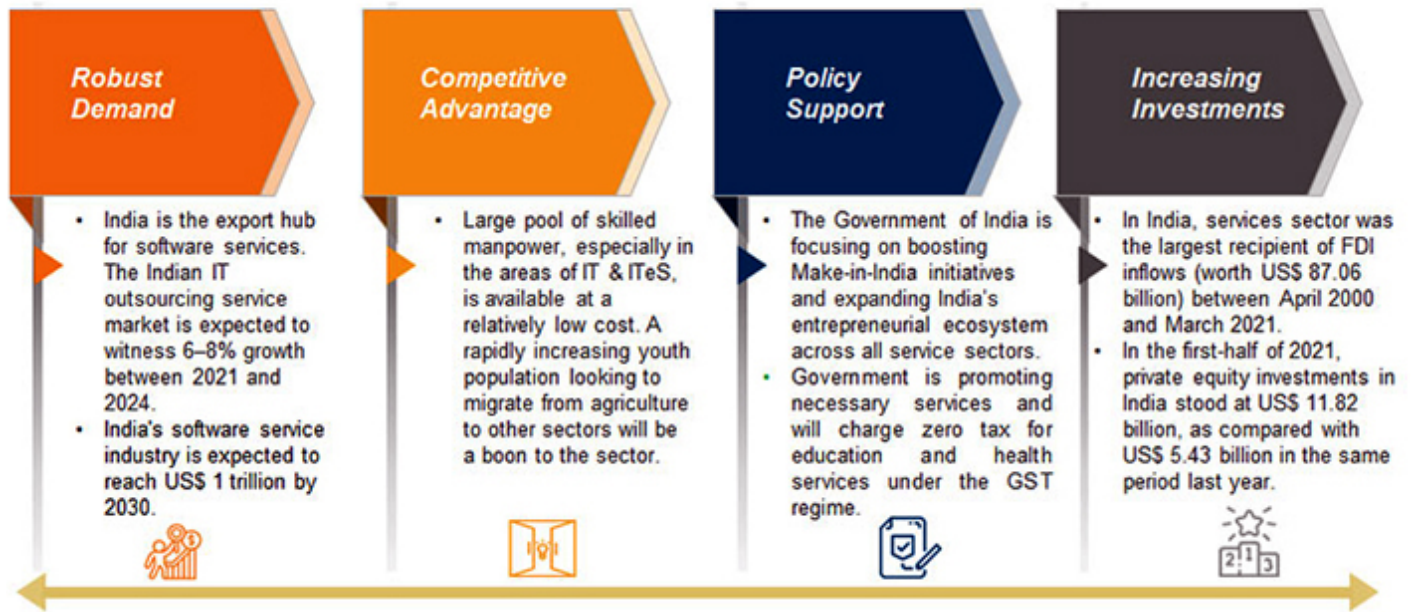 Robust
Demand
• India is the export hub
for software services.
The Indian IT
outsourcing service
market is expected to
witness 6–8% growth
between 2021 and
2024.
• India's software service
industry is expected to
reach US$ 1 trillion by
2030.
Competitive
Advantage
• Large pool of skilled
manpower, especially in
the areas of IT & ITeS,
is available at a
relatively low cost. A
rapidly increasing youth
population looking to
migrate from agriculture
to other sectors will be
a boon to the sector.
Policy
Support
• The Government of India is
focusing on boosting
Make-in-India initiatives
and expanding India's
entrepreneurial ecosystem
across all service sectors.
• Government is promoting
necessary services and
will charge zero tax for
education and health
services under the GST
regime.
Increasing
Investments
• In India, services sector was
the largest recipient of FDI
inflows (worth US$ 87.06
billion) between April 2000
and March 2021.
• In the first-half of 2021,
private equity investments in
India stood at US$ 11.82
billion, as compared with
US$ 5.43 billion in the same
period last year.
$
2 1 3